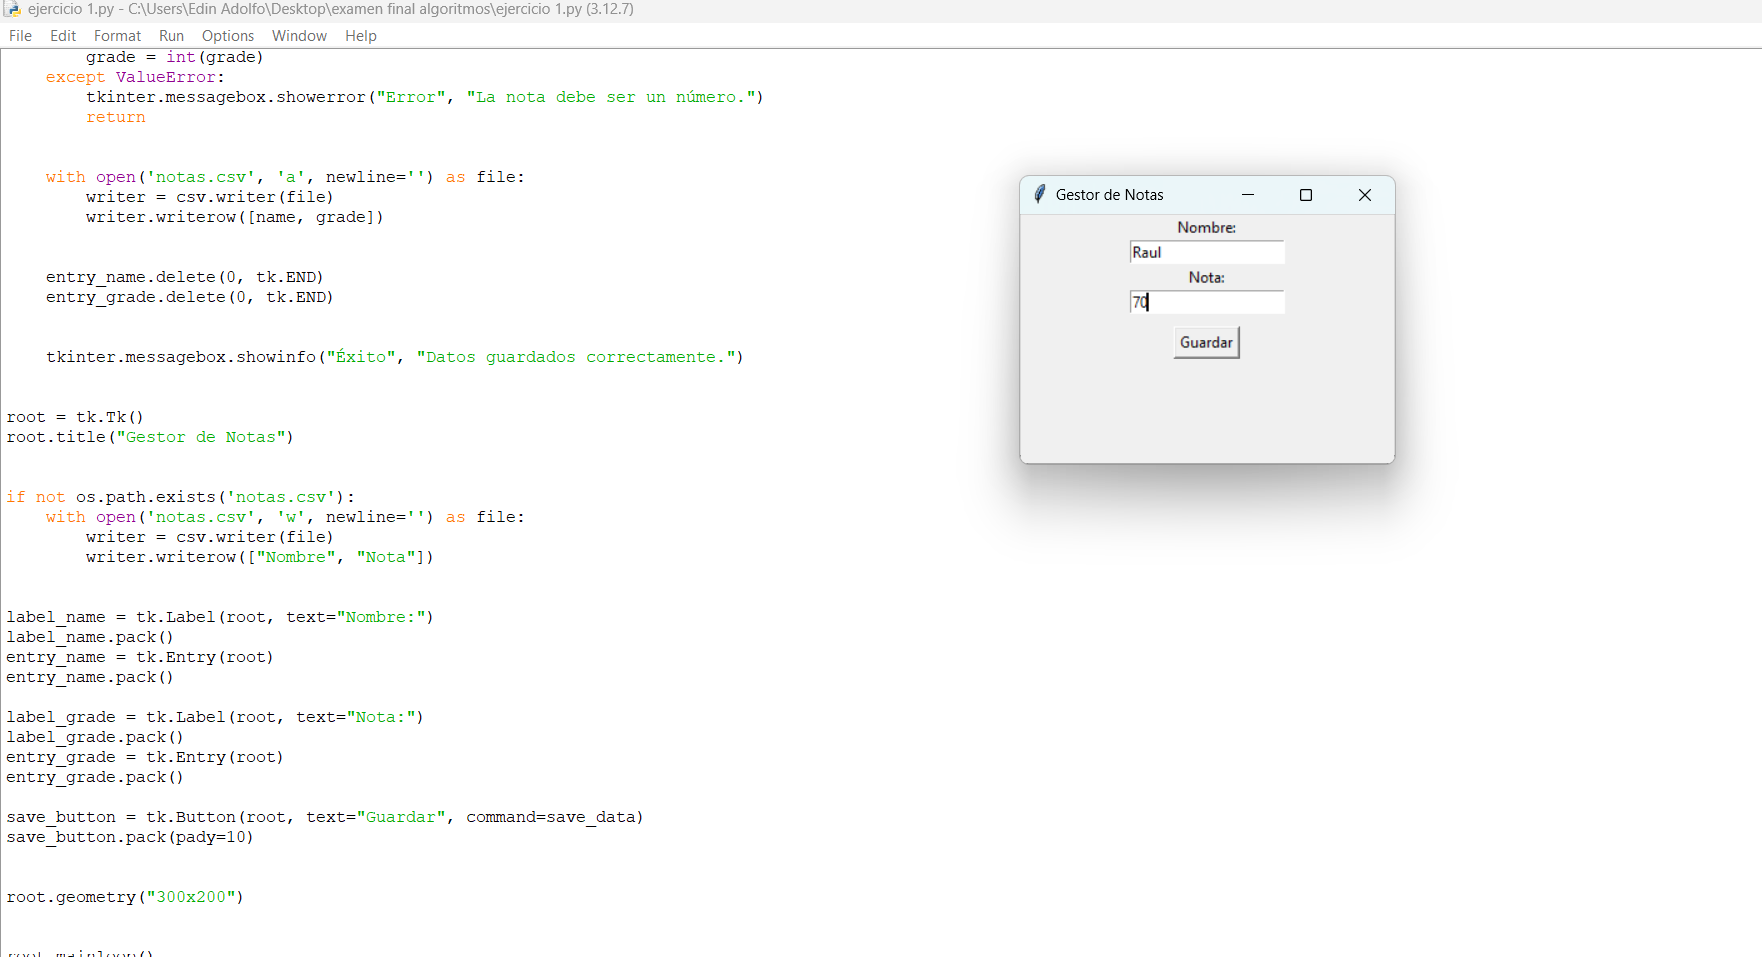 ejercicio 1.py - C:\Users\Edin Adolfo\Desktop\examen final algoritmos\ejercicio 1.py (3.12.7)
File Edit Format Run Options Window Help
        grade = int(grade)
    except ValueError:
        tkinter.messagebox.showerror("Error", "La nota debe ser un número.")
        return
    with open('notas.csv', 'a', newline='') as file:
        writer = csv.writer(file)
        writer.writerow([name, grade])
    entry_name.delete(0, tk.END)
    entry_grade.delete(0, tk.END)
    tkinter.messagebox.showinfo("Éxito", "Datos guardados correctamente.")
root = tk.Tk()
root.title("Gestor de Notas")
if not os.path.exists('notas.csv'):
    with open('notas.csv', 'w', newline='') as file:
        writer = csv.writer(file)
        writer.writerow(["Nombre", "Nota"])
label_name = tk.Label(root, text="Nombre:")
label_name.pack()
entry_name = tk.Entry(root)
entry_name.pack()
label_grade = tk.Label(root, text="Nota:")
label_grade.pack()
entry_grade = tk.Entry(root)
entry_grade.pack()
save_button = tk.Button(root, text="Guardar", command=save_data)
save_button.pack(pady=10)
root.geometry("300x200")
root.mainloop()
Gestor de Notas
Nombre:
Raul
Nota:
70
Guardar